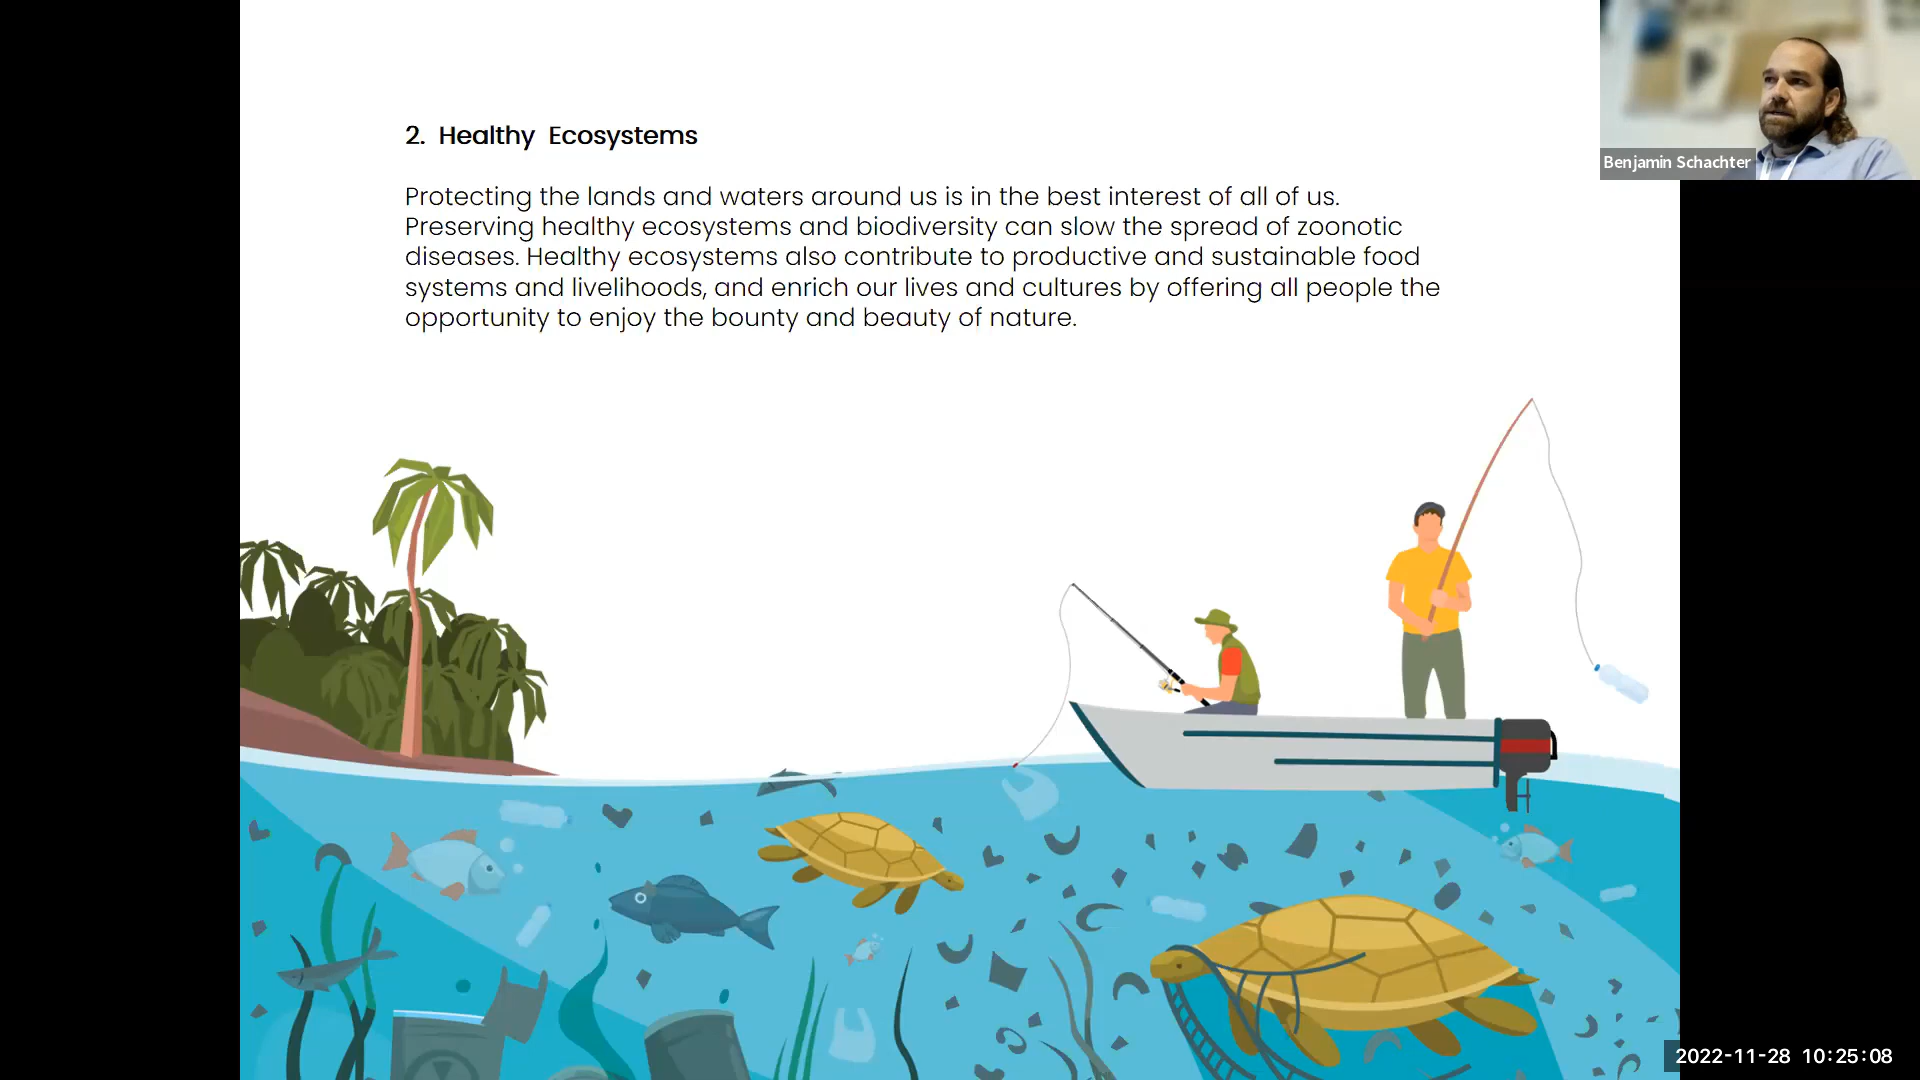 2. Healthy Ecosystems
Protecting the lands and waters around us is in the best interest of all of us.
Preserving healthy ecosystems and biodiversity can slow the spread of zoonotic
diseases. Healthy ecosystems also contribute to productive and sustainable food
systems and livelihoods, and enrich our lives and cultures by offering all people the
opportunity to enjoy the bounty and beauty of nature.
Benjamin Schachter
2022-11-28 10:25:08